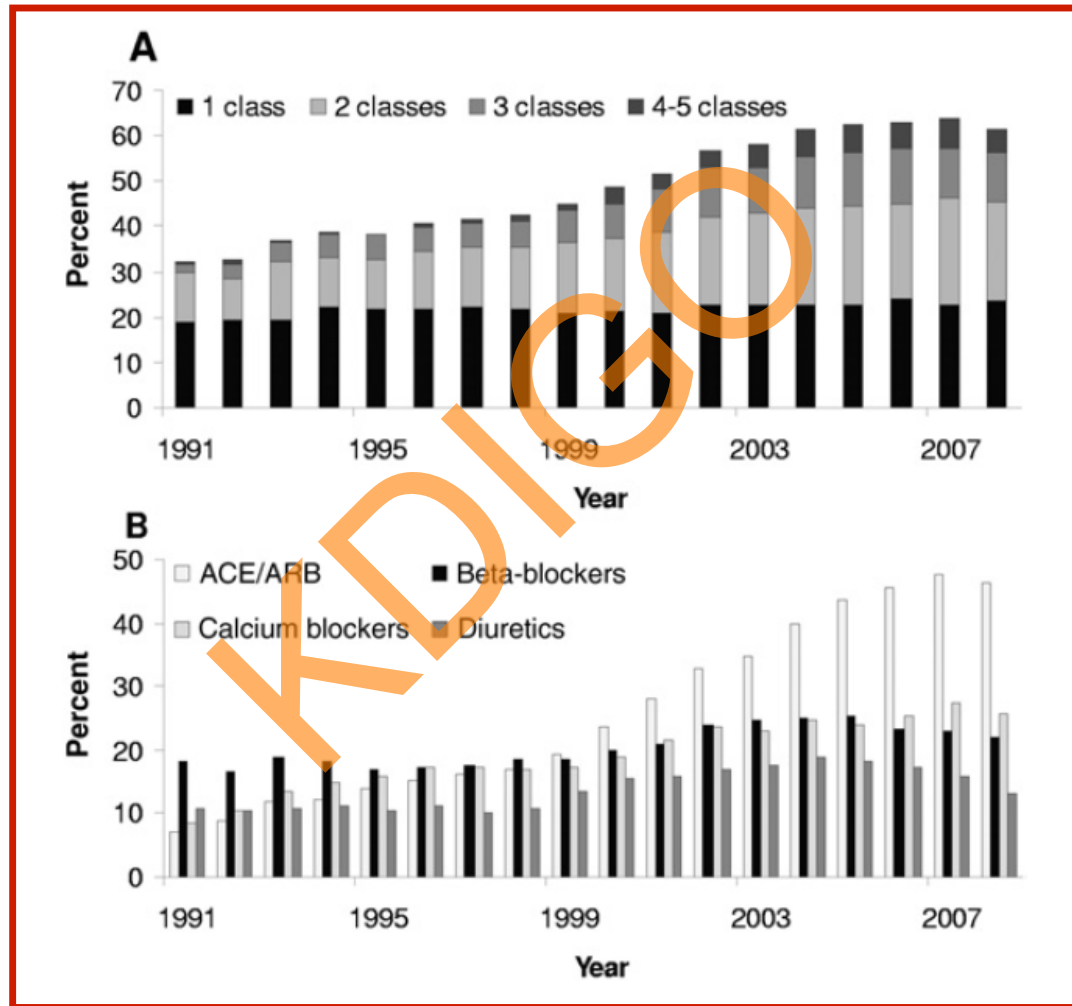 A
70
1 class 2 classes 3 classes 4-5 classes
60
50
40
30
20
10
0
Percent
1991 1995 1999 2003 2007
Year
B
50
ACE/ARB Beta-blockers
40
Calcium blockers Diuretics
30
20
10
0
Percent
1991 1995 1999 2003 2007
Year
KDIGO